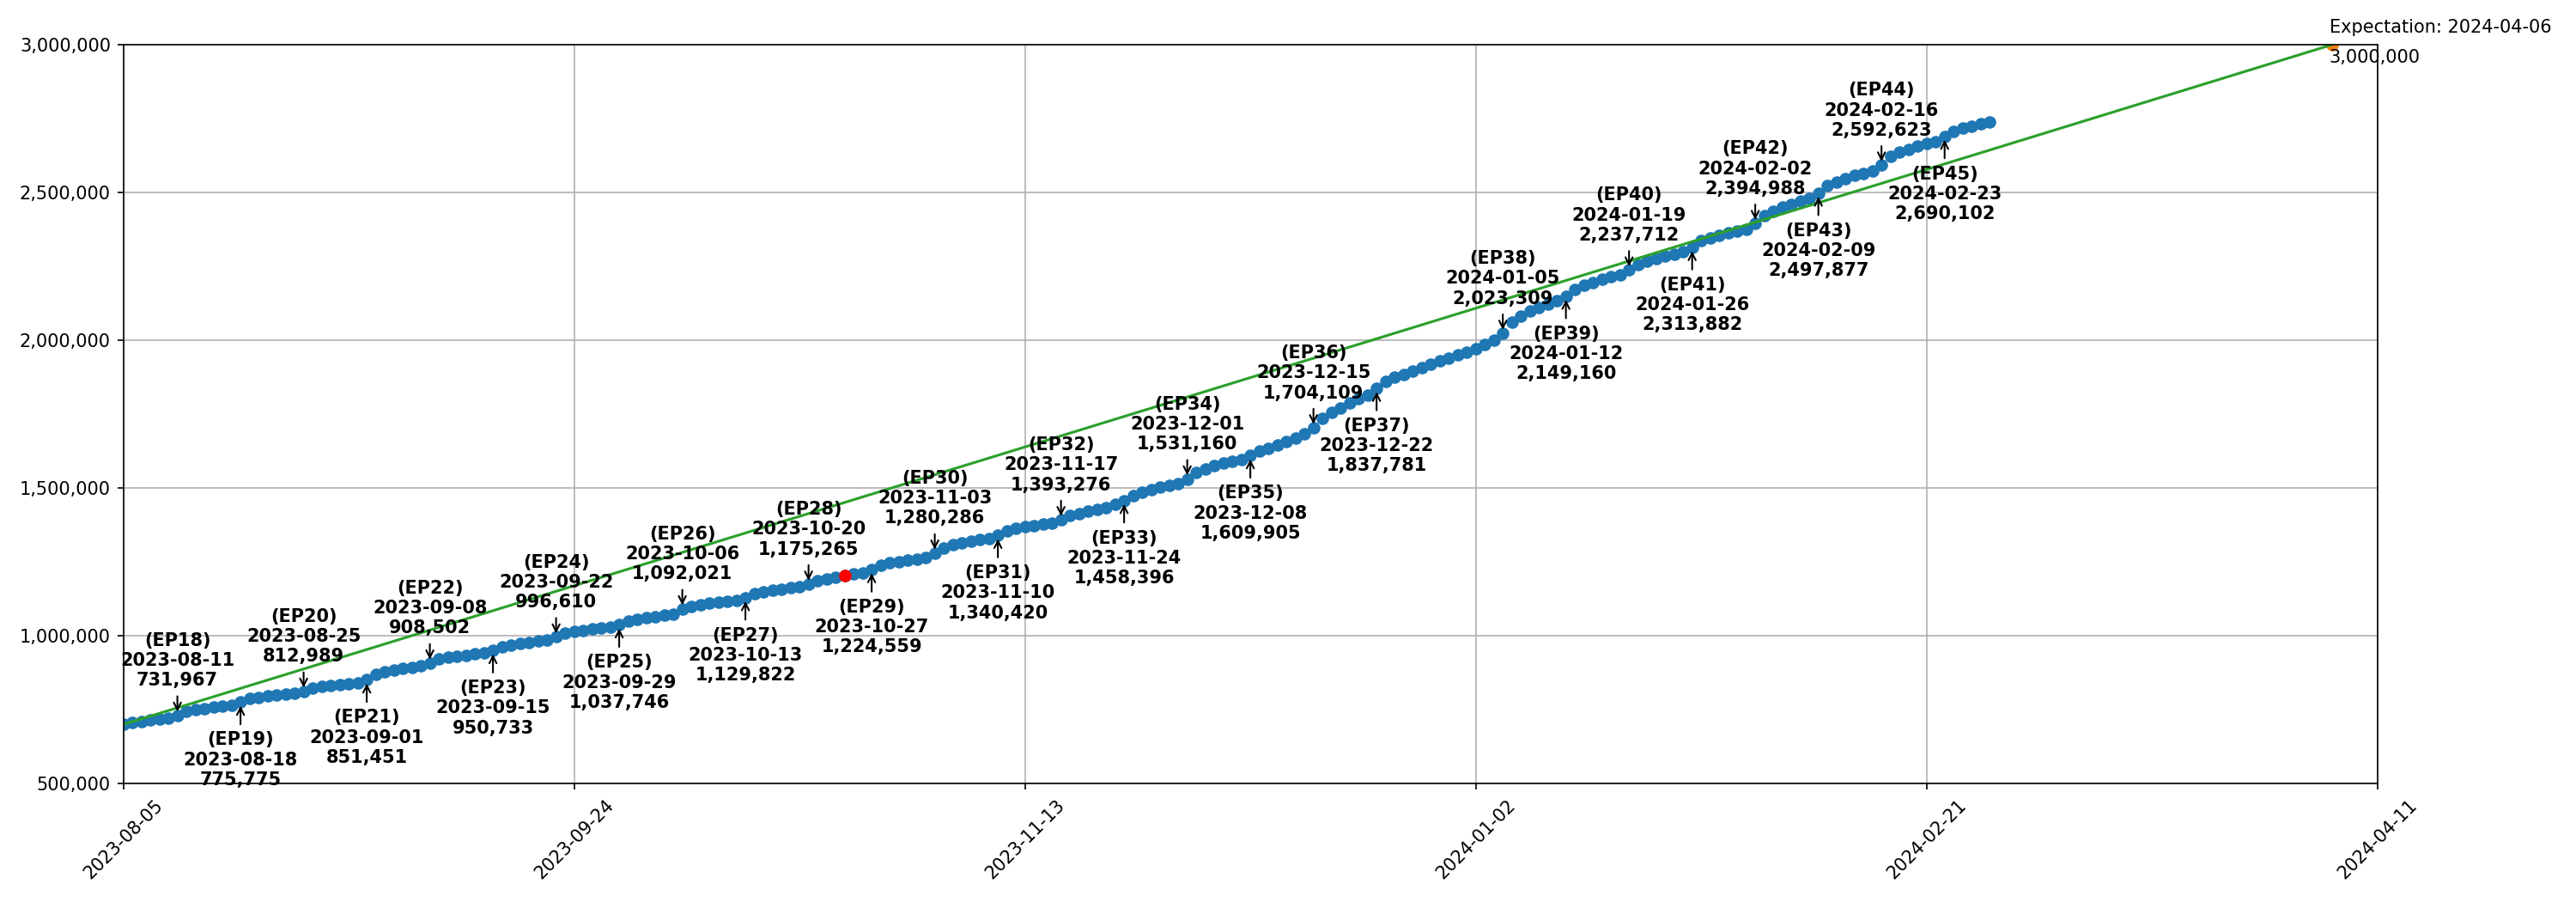 Expectation: 2024-04-06
3,000,000
3,000,000
2,500,000
2,000,000
1,500,000
1,000,000
500,000
(EP18)
2023-08-11
731,967
(EP19)
2023-08-18
775,775
(EP20)
2023-08-25
812,989
(EP21)
2023-09-01
851,451
(EP22)
2023-09-08
908,502
(EP23)
2023-09-15
950,733
(EP24)
2023-09-22
996,610
(EP25)
2023-09-29
1,037,746
(EP26)
2023-10-06
1,092,021
(EP27)
2023-10-13
1,129,822
(EP28)
2023-10-20
1,175,265
(EP29)
2023-10-27
1,224,559
(EP30)
2023-11-03
1,280,286
(EP31)
2023-11-10
1,340,420
(EP32)
2023-11-17
1,393,276
(EP33)
2023-11-24
1,458,396
(EP34)
2023-12-01
1,531,160
(EP35)
2023-12-08
1,609,905
(EP36)
2023-12-15
1,704,109
(EP37)
2023-12-22
1,837,781
(EP38)
2024-01-05
2,023,309
(EP39)
2024-01-12
2,149,160
(EP40)
2024-01-19
2,237,712
(EP41)
2024-01-26
2,313,882
(EP42)
2024-02-02
2,394,988
(EP43)
2024-02-09
2,497,877
(EP44)
2024-02-16
2,592,623
(EP45)
2024-02-23
2,690,102
2023-08-05
2023-09-24
2023-11-13
2024-01-02
2024-02-21
2024-04-11